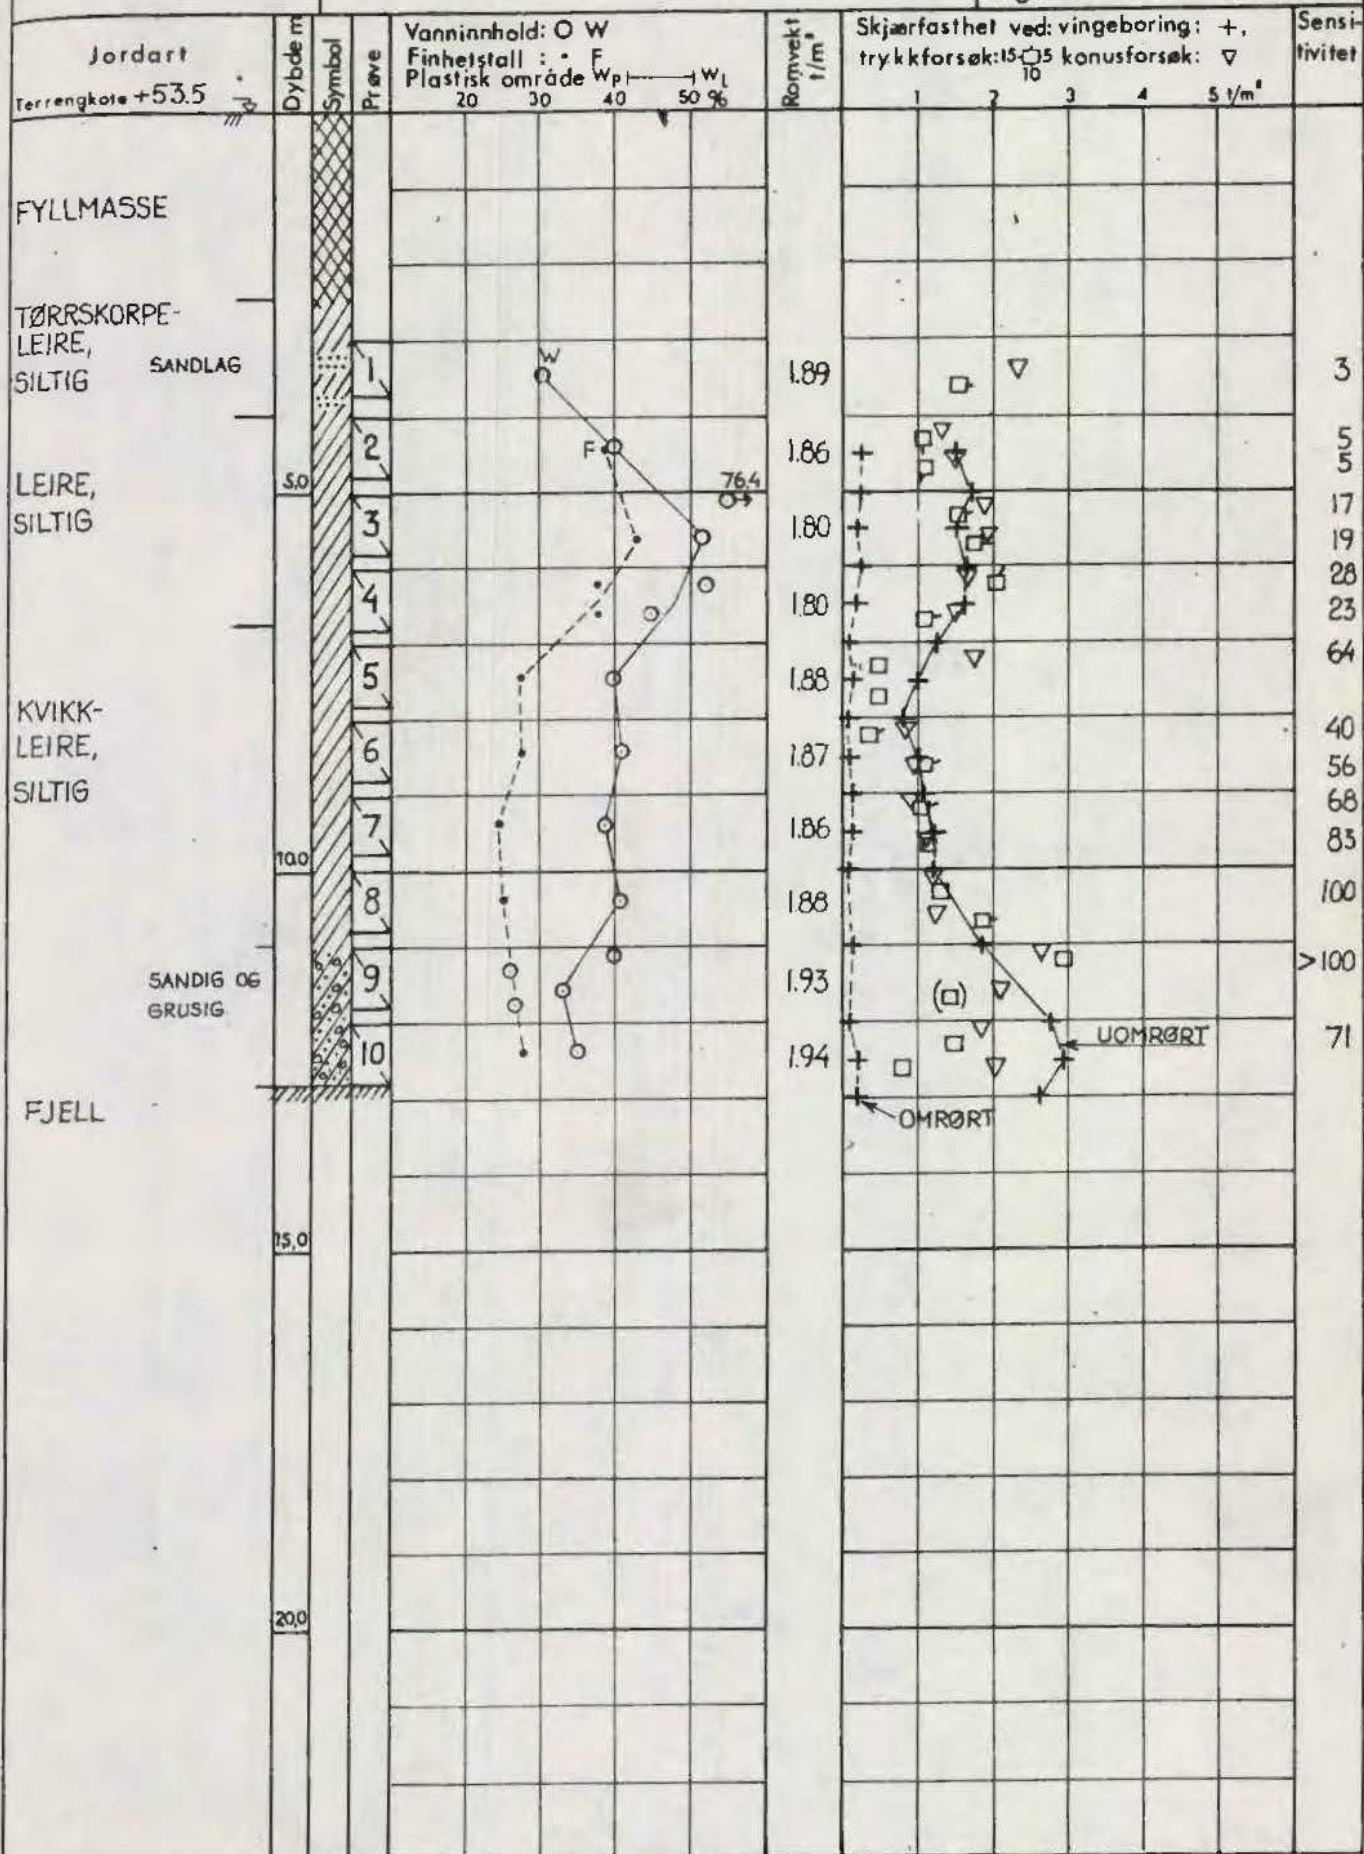 Jordart
Terrengkote +53.5
Dybde m
Symbol
Prøve
Vanninnhold: O W
Finhetstall : • F
Plastisk område Wp WL
20 30 40 50 %
Romvekt t/m³
Skjærfasthet ved: vingeboring: +,
trykkforsøk: 15 5 konusforsøk: ▽
10
1 2 3 4 5 t/m²
Sensi-
tivitet
FYLLMASSE
TØRRSKORPE-
LEIRE,
SILTIG SANDLAG
1 W 1.89 3
2 F 1.86 5
5
LEIRE,
SILTIG
5.0
76.4
3 1.80 17
19
4 1.80 28
23
5 1.88 64
KVIKK-
LEIRE,
SILTIG
6 1.87 40
56
7 1.86 68
83
10.0
8 1.88 100
SANDIG OG
GRUSIG
9 1.93 >100
10 1.94 71
UOMRØRT
OMRØRT
FJELL
15,0
20,0